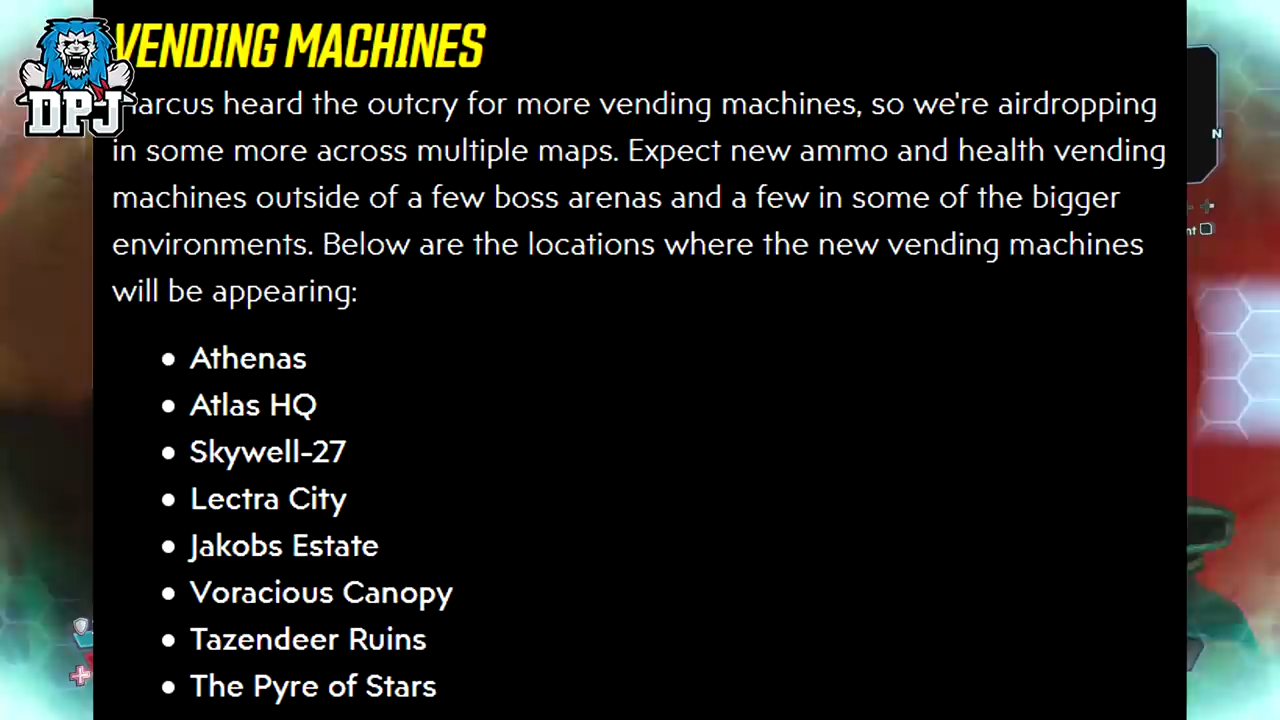 VENDING MACHINES
DPJ
Marcus heard the outcry for more vending machines, so we're airdropping
in some more across multiple maps. Expect new ammo and health vending
machines outside of a few boss arenas and a few in some of the bigger
environments. Below are the locations where the new vending machines
will be appearing:
N
• Athenas
• Atlas HQ
• Skywell-27
• Lectra City
• Jakobs Estate
• Voracious Canopy
• Tazendeer Ruins
• The Pyre of Stars